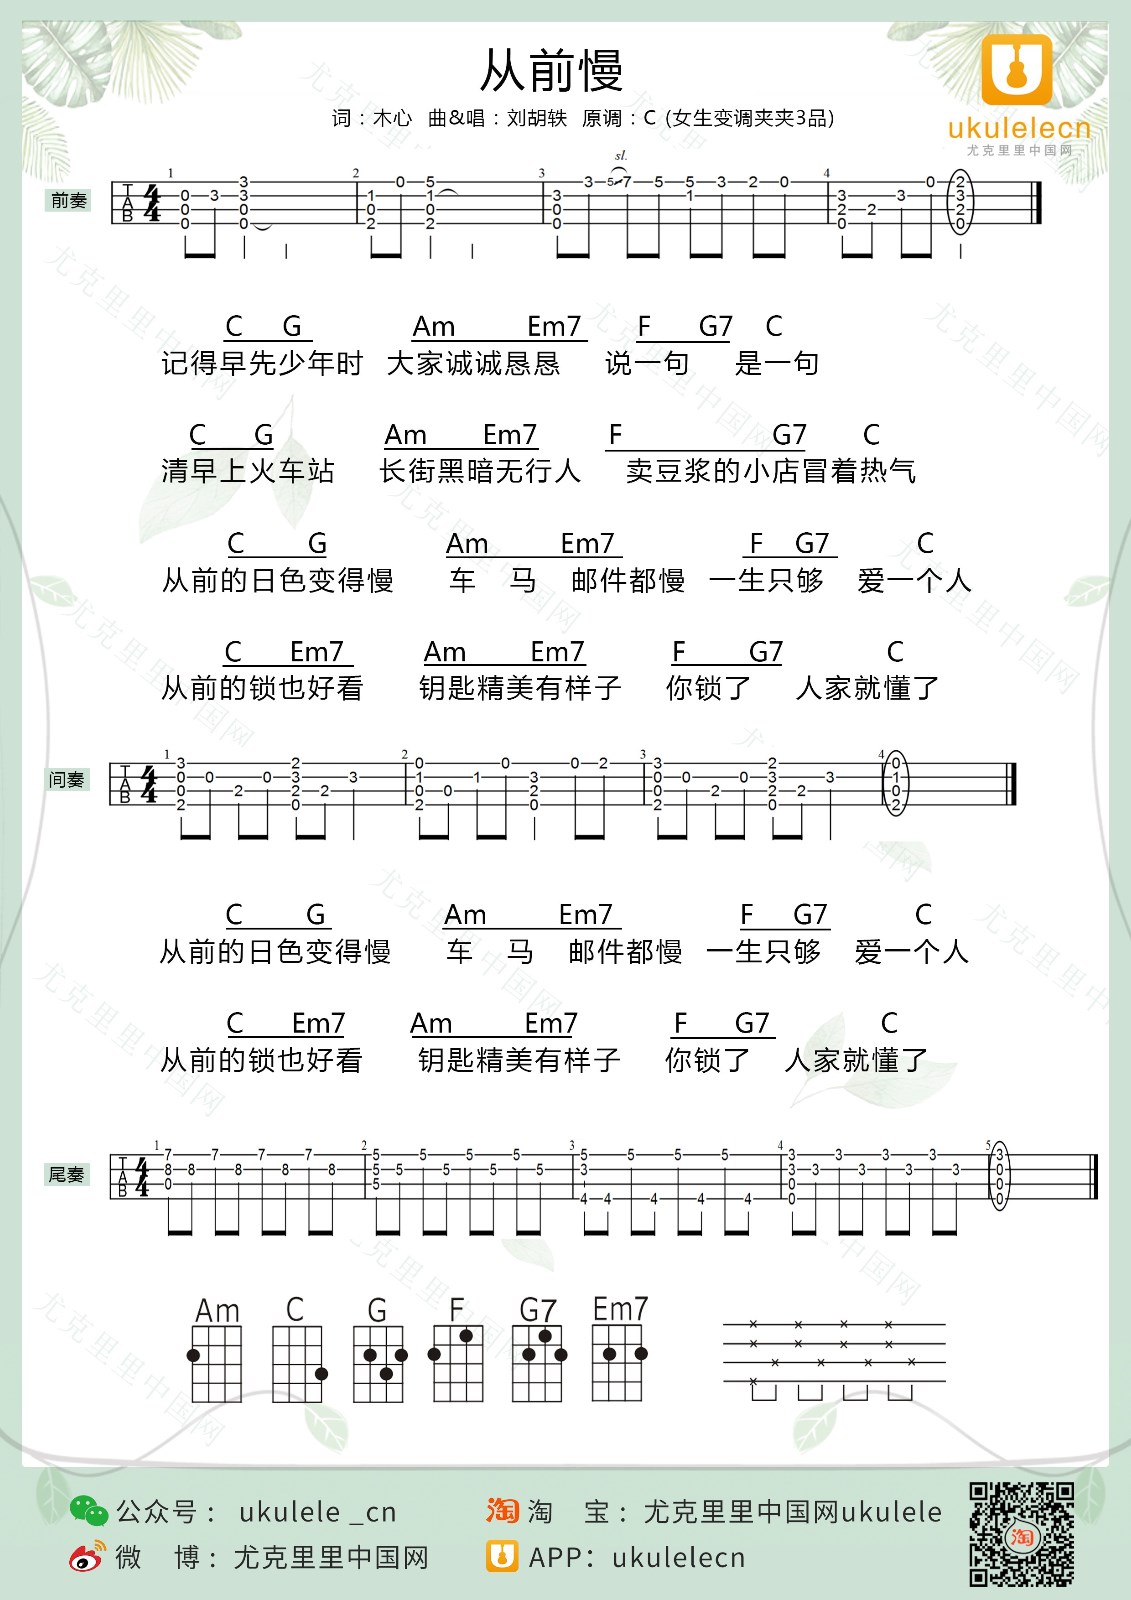 从前慢
词：木心 曲&唱：刘胡轶 原调：C (女生变调夹夹3品)
ukulelecn
尤克里里中国网
前奏
C G Am Em7 F G7 C
记得早先少年时 大家诚诚恳恳 说一句 是一句
C G Am Em7 F G7 C
清早上火车站 长街黑暗无行人 卖豆浆的小店冒着热气
C G Am Em7 F G7 C
从前的日色变得慢 车 马 邮件都慢 一生只够 爱一个人
C Em7 Am Em7 F G7 C
从前的锁也好看 钥匙精美有样子 你锁了 人家就懂了
间奏
C G Am Em7 F G7 C
从前的日色变得慢 车 马 邮件都慢 一生只够 爱一个人
C Em7 Am Em7 F G7 C
从前的锁也好看 钥匙精美有样子 你锁了 人家就懂了
尾奏
Am C G F G7 Em7
公众号： ukulele _cn
淘 淘 宝：尤克里里中国网ukulele
微 博：尤克里里中国网
APP：ukulelecn
淘